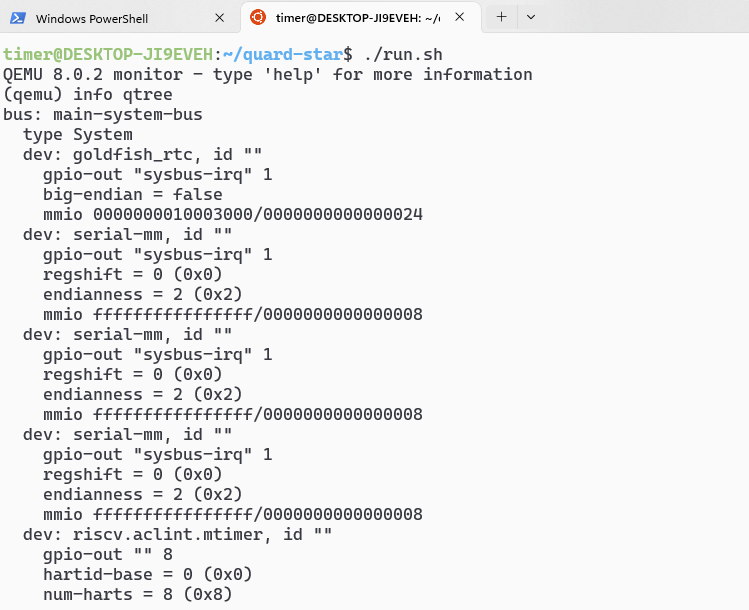 Windows PowerShell
timer@DESKTOP-JI9EVEH: ~/
timer@DESKTOP-JI9EVEH:~/quard-star$ ./run.sh
QEMU 8.0.2 monitor - type 'help' for more information
(qemu) info qtree
bus: main-system-bus
  type System
  dev: goldfish_rtc, id ""
    gpio-out "sysbus-irq" 1
    big-endian = false
    mmio 0000000010003000/0000000000000024
  dev: serial-mm, id ""
    gpio-out "sysbus-irq" 1
    regshift = 0 (0x0)
    endianness = 2 (0x2)
    mmio ffffffffffffffff/0000000000000008
  dev: serial-mm, id ""
    gpio-out "sysbus-irq" 1
    regshift = 0 (0x0)
    endianness = 2 (0x2)
    mmio ffffffffffffffff/0000000000000008
  dev: serial-mm, id ""
    gpio-out "sysbus-irq" 1
    regshift = 0 (0x0)
    endianness = 2 (0x2)
    mmio ffffffffffffffff/0000000000000008
  dev: riscv.aclint.mtimer, id ""
    gpio-out "" 8
    hartid-base = 0 (0x0)
    num-harts = 8 (0x8)